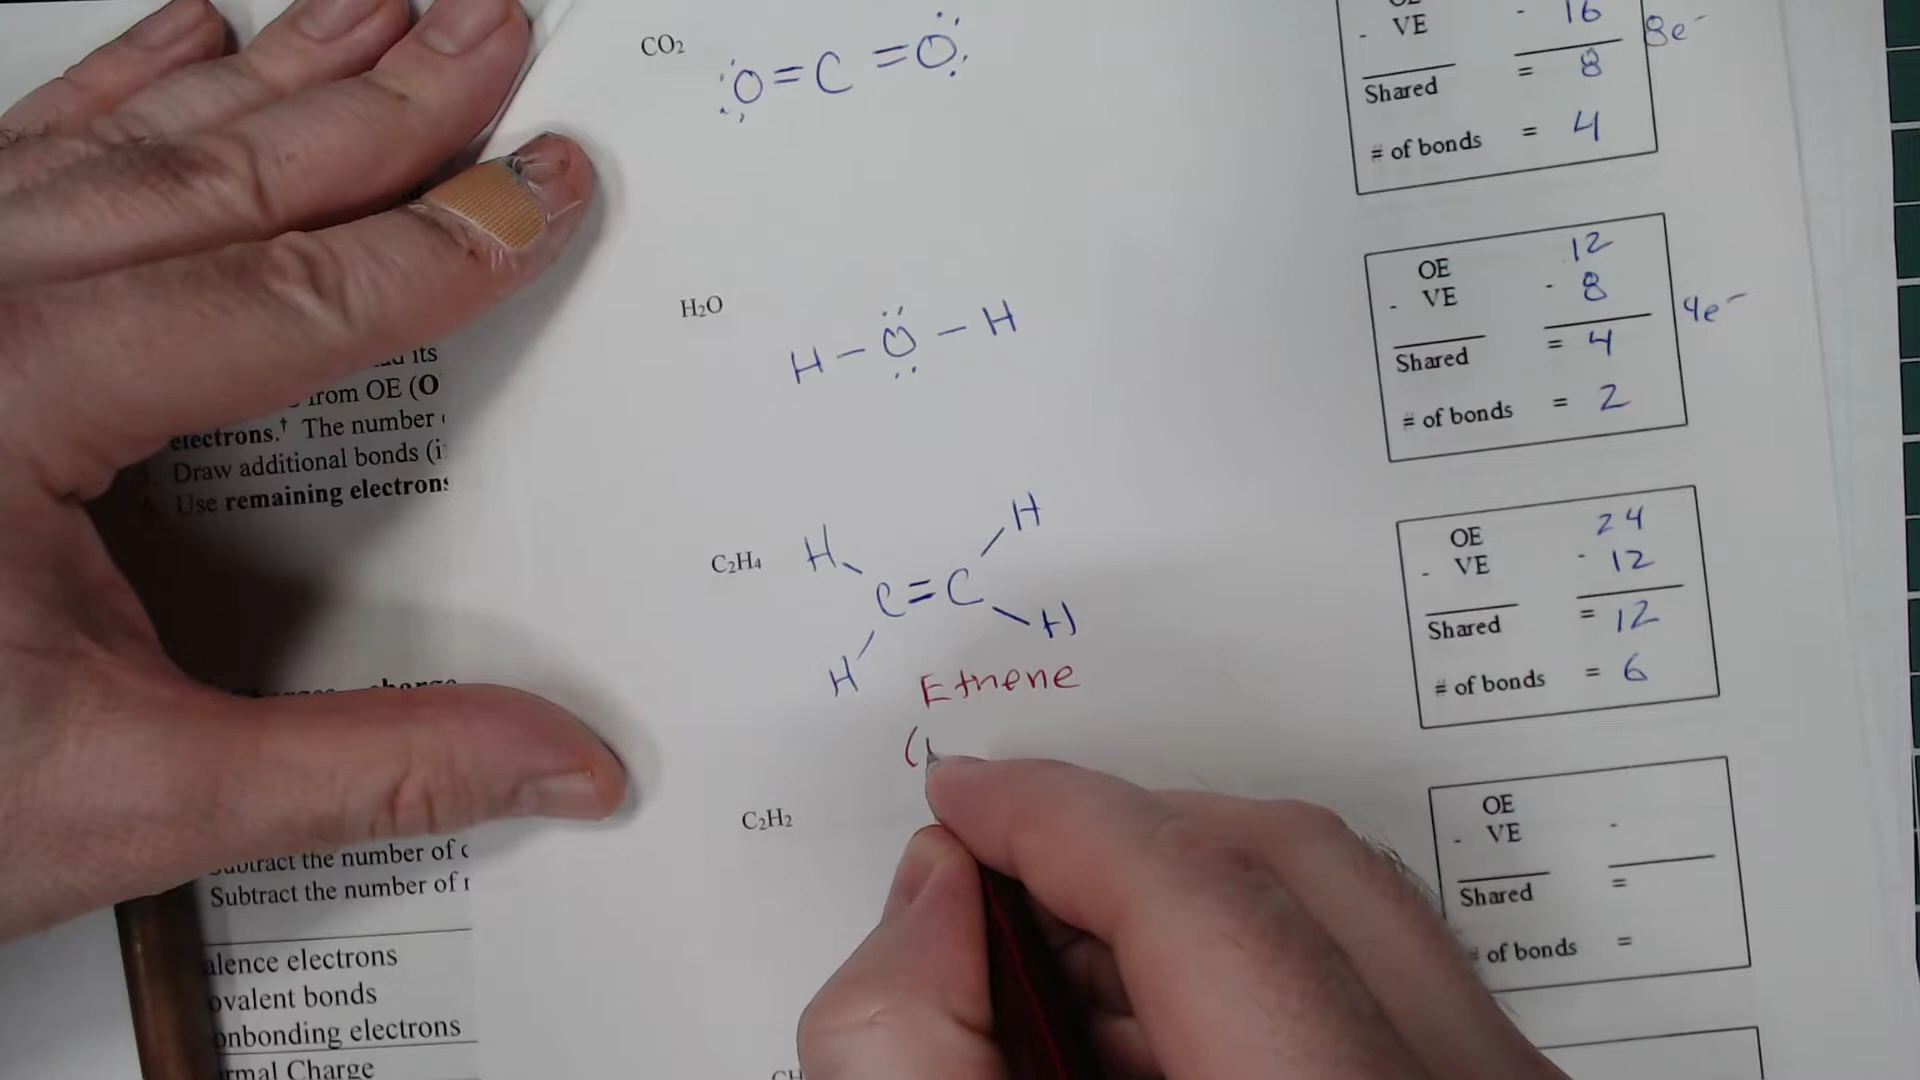 CO₂
:Ö=C=Ö:
- VE - 16
8e⁻
Shared = 8
# of bonds = 4
H₂O
H-Ö-H
OE 12
- VE - 8
4e⁻
Shared = 4
# of bonds = 2
its
from OE (O
electrons.† The number
Draw additional bonds (i
Use remaining electrons
C₂H₄
H H
C=C
H H
Ethene
(
OE 24
- VE - 12
Shared = 12
# of bonds = 6
C₂H₂
OE
- VE -
Shared =
# of bonds =
Subtract the number of c
Subtract the number of r
alence electrons
ovalent bonds
onbonding electrons
rmal Charge
CH